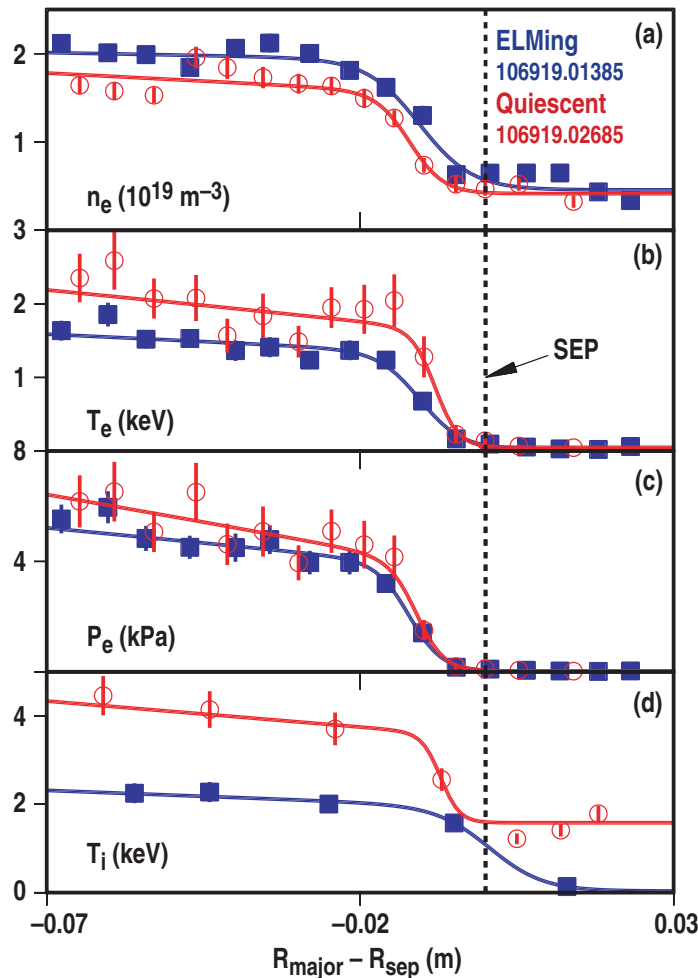 2
(a)
ELMing
106919.01385
Quiescent
106919.02685
1
nₑ (10¹⁹ m⁻³)
3
(b)
2
SEP
1
Tₑ (keV)
8
(c)
4
Pₑ (kPa)
(d)
4
2
Tᵢ (keV)
0
–0.07
–0.02
0.03
R_major – R_sep (m)